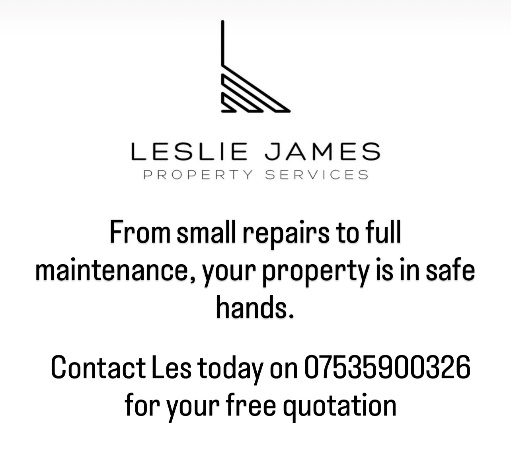 LESLIE JAMES
PROPERTY SERVICES
From small repairs to full
maintenance, your property is in safe
hands.
Contact Les today on 07535900326
for your free quotation